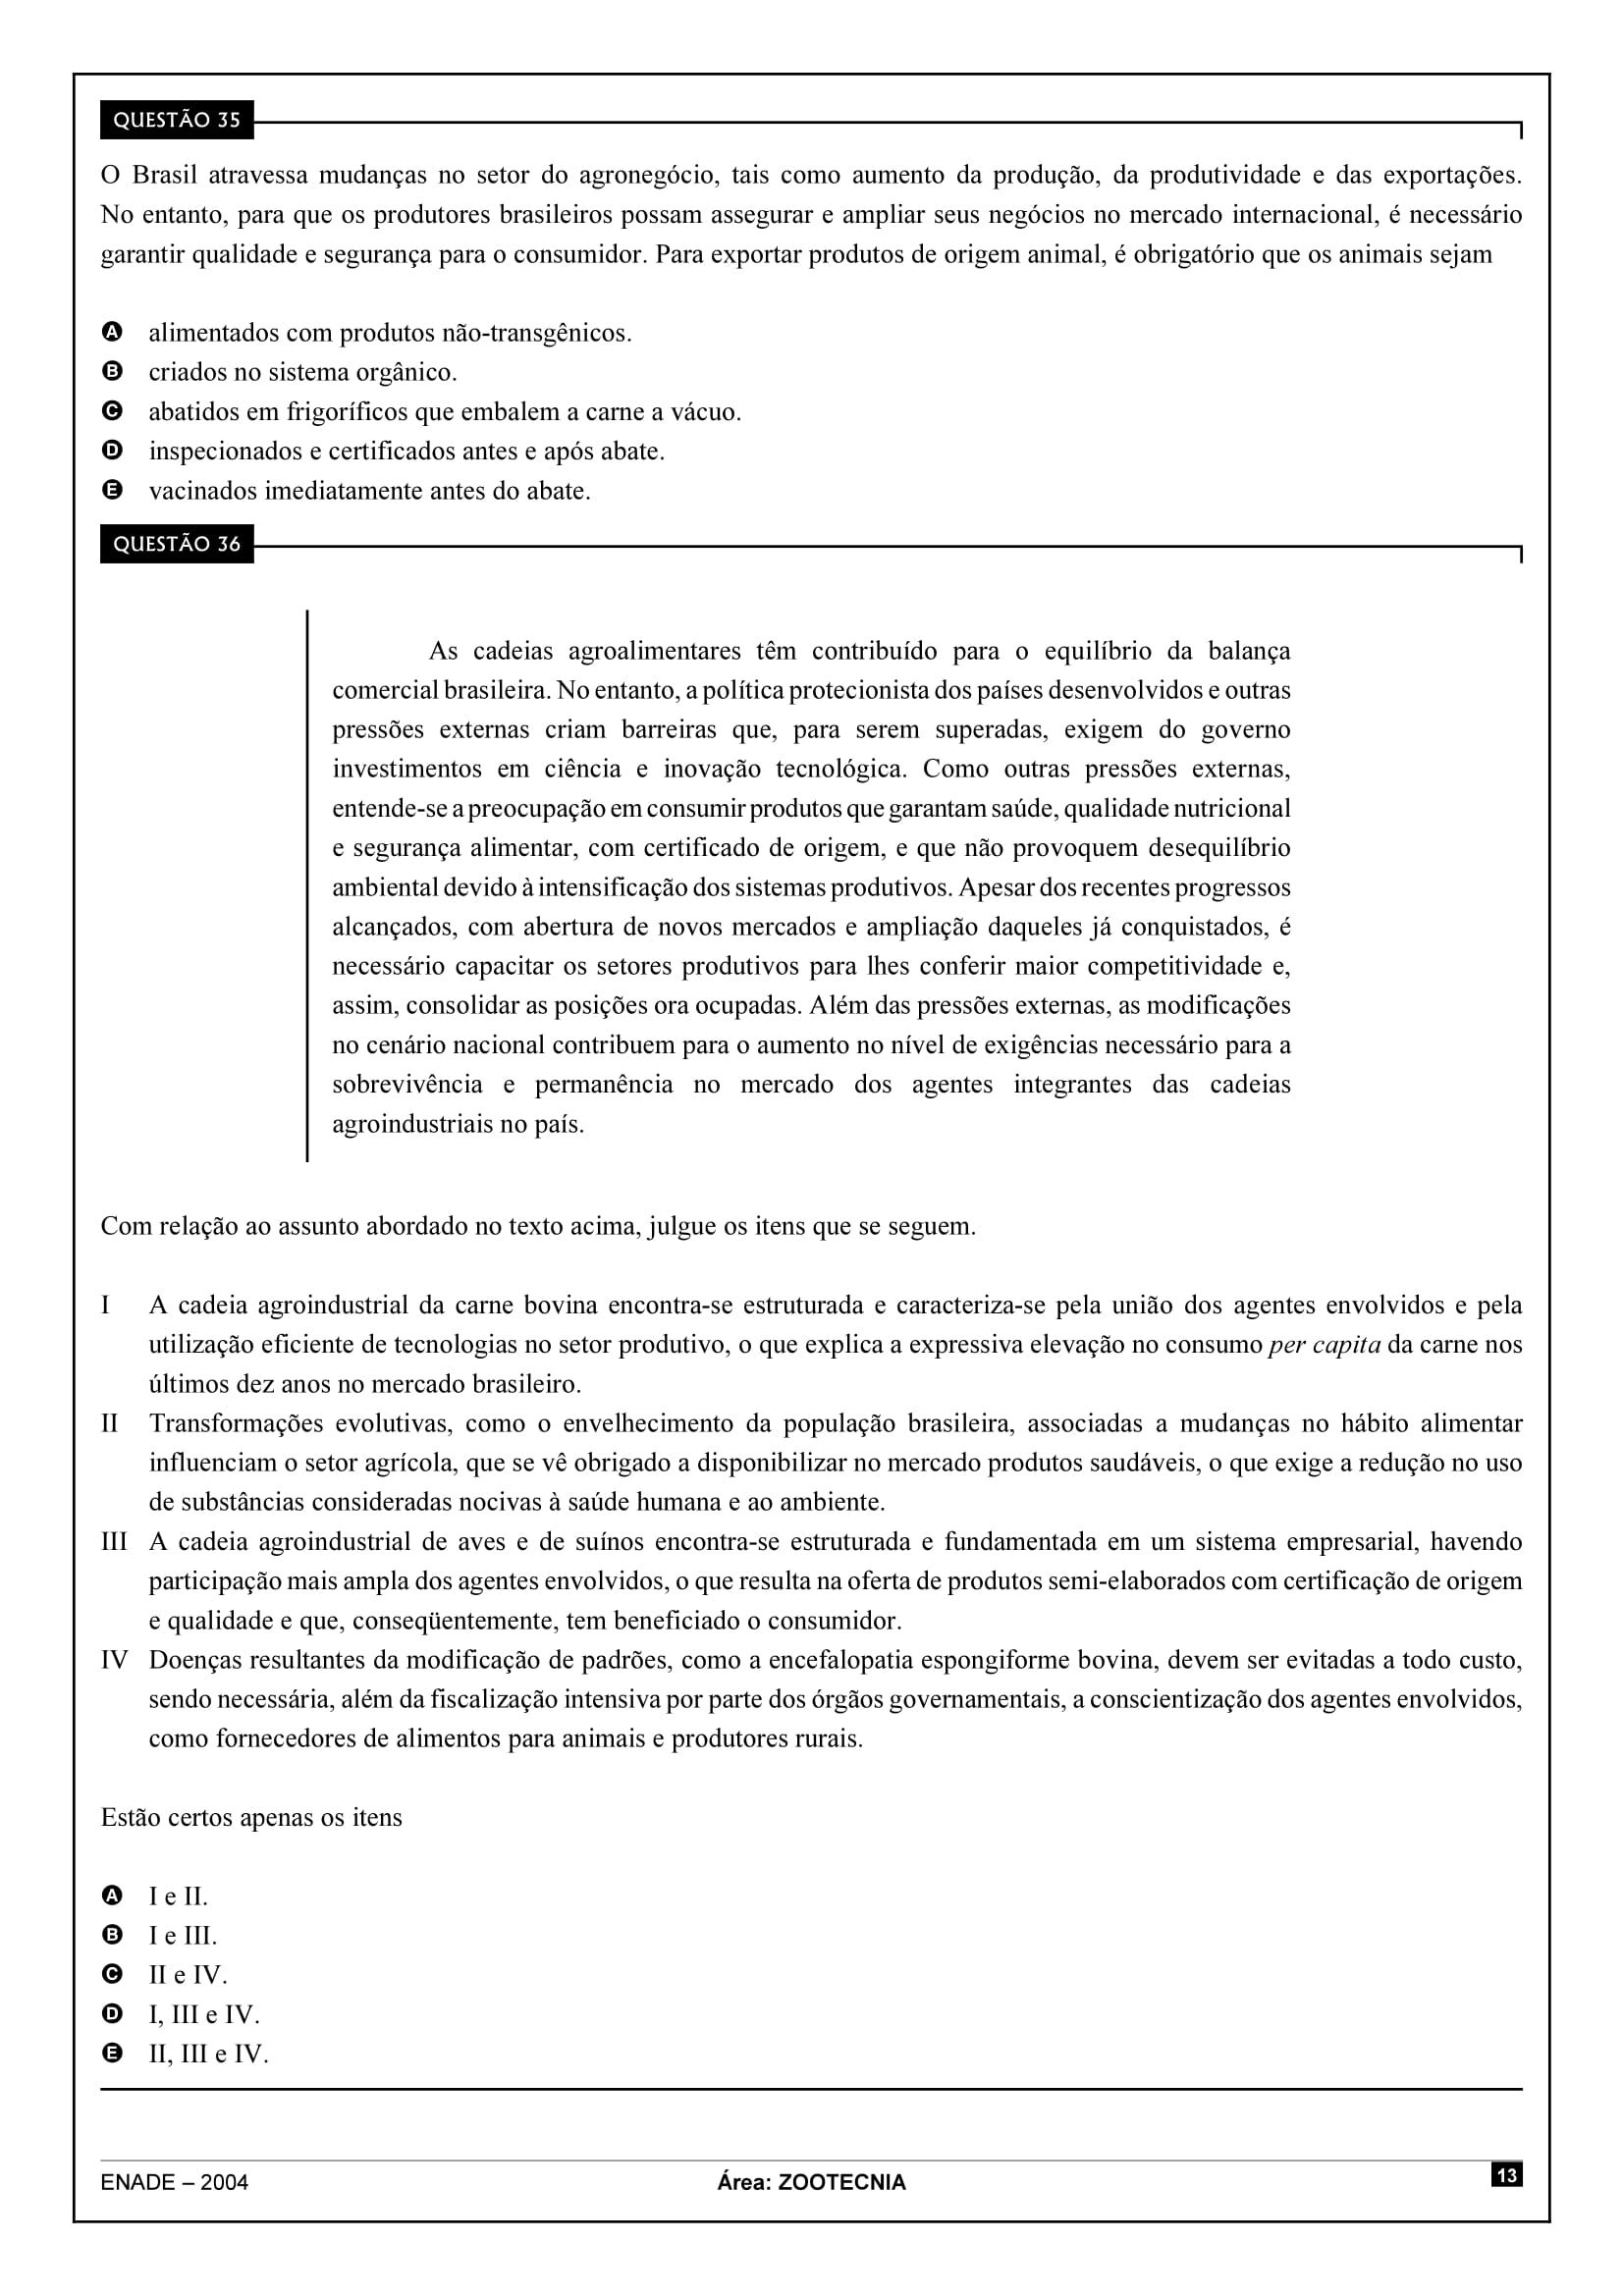 QUESTÃO 35
O Brasil atravessa mudanças no setor do agronegócio, tais como aumento da produção, da produtividade e das exportações.
No entanto, para que os produtores brasileiros possam assegurar e ampliar seus negócios no mercado internacional, é necessário
garantir qualidade e segurança para o consumidor. Para exportar produtos de origem animal, é obrigatório que os animais sejam
A alimentados com produtos não-transgênicos.
B criados no sistema orgânico.
C abatidos em frigoríficos que embalem a carne a vácuo.
D inspecionados e certificados antes e após abate.
E vacinados imediatamente antes do abate.
QUESTÃO 36
As cadeias agroalimentares têm contribuído para o equilíbrio da balança
comercial brasileira. No entanto, a política protecionista dos países desenvolvidos e outras
pressões externas criam barreiras que, para serem superadas, exigem do governo
investimentos em ciência e inovação tecnológica. Como outras pressões externas,
entende-se a preocupação em consumir produtos que garantam saúde, qualidade nutricional
e segurança alimentar, com certificado de origem, e que não provoquem desequilíbrio
ambiental devido à intensificação dos sistemas produtivos. Apesar dos recentes progressos
alcançados, com abertura de novos mercados e ampliação daqueles já conquistados, é
necessário capacitar os setores produtivos para lhes conferir maior competitividade e,
assim, consolidar as posições ora ocupadas. Além das pressões externas, as modificações
no cenário nacional contribuem para o aumento no nível de exigências necessário para a
sobrevivência e permanência no mercado dos agentes integrantes das cadeias
agroindustriais no país.
Com relação ao assunto abordado no texto acima, julgue os itens que se seguem.
I A cadeia agroindustrial da carne bovina encontra-se estruturada e caracteriza-se pela união dos agentes envolvidos e pela
utilização eficiente de tecnologias no setor produtivo, o que explica a expressiva elevação no consumo per capita da carne nos
últimos dez anos no mercado brasileiro.
II Transformações evolutivas, como o envelhecimento da população brasileira, associadas a mudanças no hábito alimentar
influenciam o setor agrícola, que se vê obrigado a disponibilizar no mercado produtos saudáveis, o que exige a redução no uso
de substâncias consideradas nocivas à saúde humana e ao ambiente.
III A cadeia agroindustrial de aves e de suínos encontra-se estruturada e fundamentada em um sistema empresarial, havendo
participação mais ampla dos agentes envolvidos, o que resulta na oferta de produtos semi-elaborados com certificação de origem
e qualidade e que, conseqüentemente, tem beneficiado o consumidor.
IV Doenças resultantes da modificação de padrões, como a encefalopatia espongiforme bovina, devem ser evitadas a todo custo,
sendo necessária, além da fiscalização intensiva por parte dos órgãos governamentais, a conscientização dos agentes envolvidos,
como fornecedores de alimentos para animais e produtores rurais.
Estão certos apenas os itens
A I e II.
B I e III.
C II e IV.
D I, III e IV.
E II, III e IV.
ENADE – 2004 Área: ZOOTECNIA 13